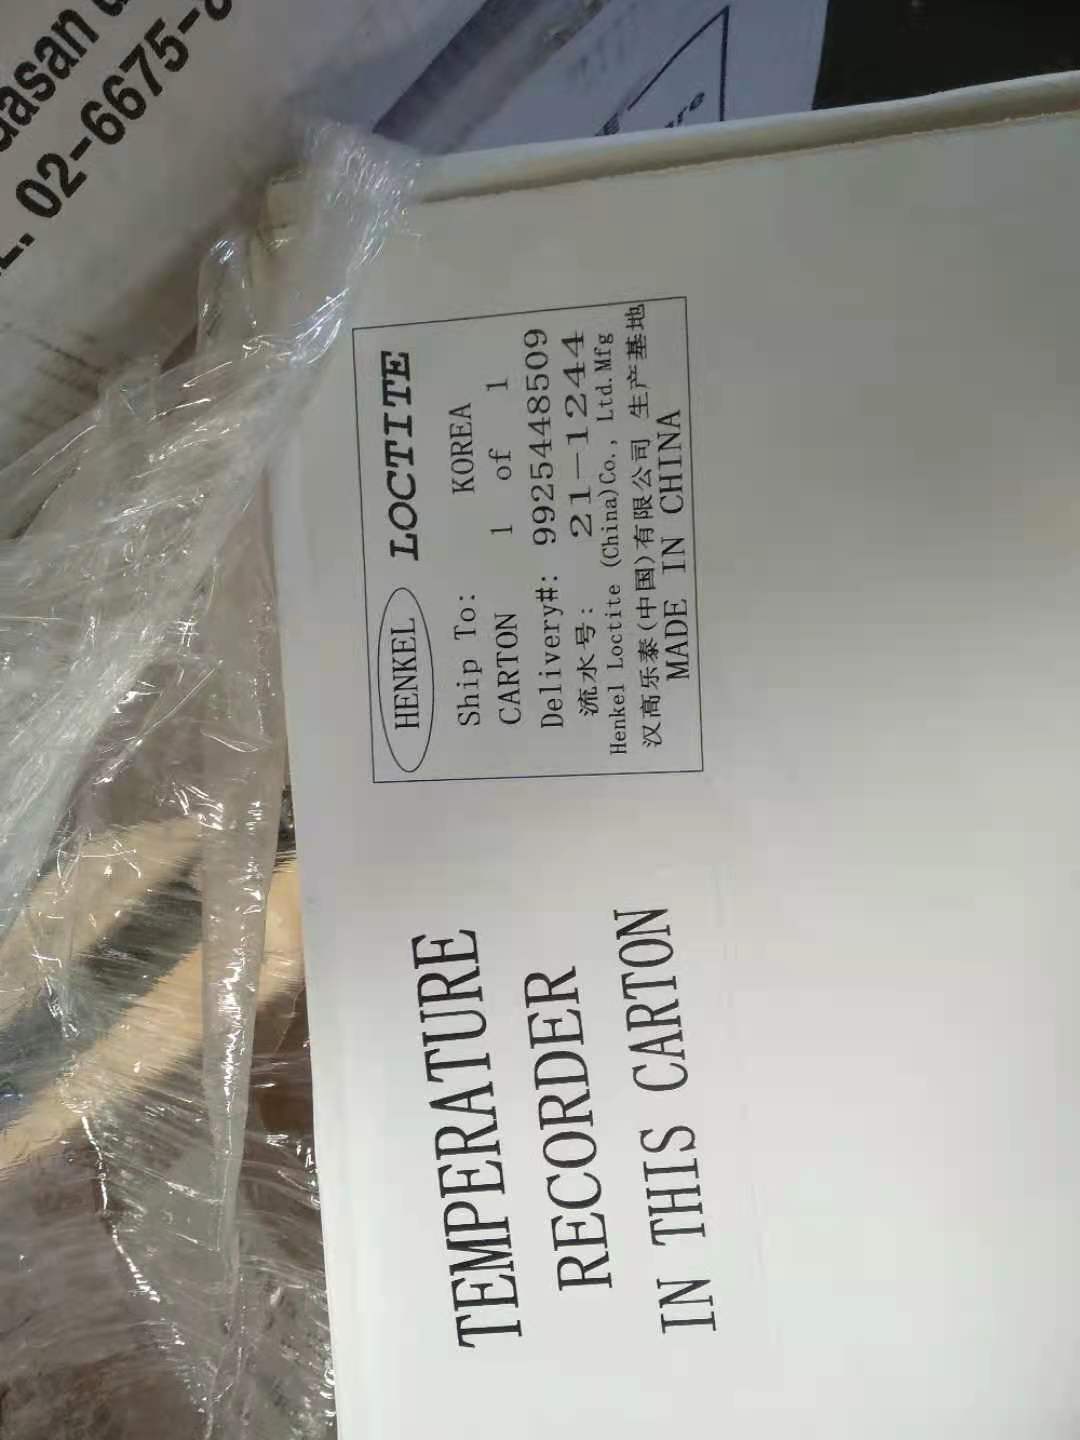 HENKEL LOCTITE
Ship To: KOREA
CARTON 1 of 1
Delivery#: 9925448509
流水号: 21-1244
Henkel Loctite (China)Co., Ltd.Mfg
汉高乐泰(中国)有限公司 生产基地
MADE IN CHINA
TEMPERATURE
RECORDER
IN THIS CARTON
02-6675-